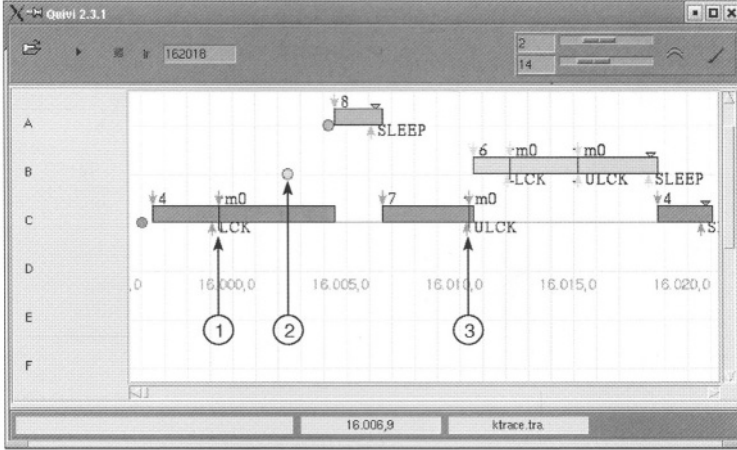 Quivi 2.3.1
tr 162018
2
14
A
8
SLEEP
B
6 m0 m0
LCK ULCK SLEEP
C
4 m0 7 m0 4
LCK ULCK S
D
,0 16.000,0 16.005,0 16.010,0 16.015,0 16.020,0
E
1 2 3
F
16.006,9 ktrace.tra